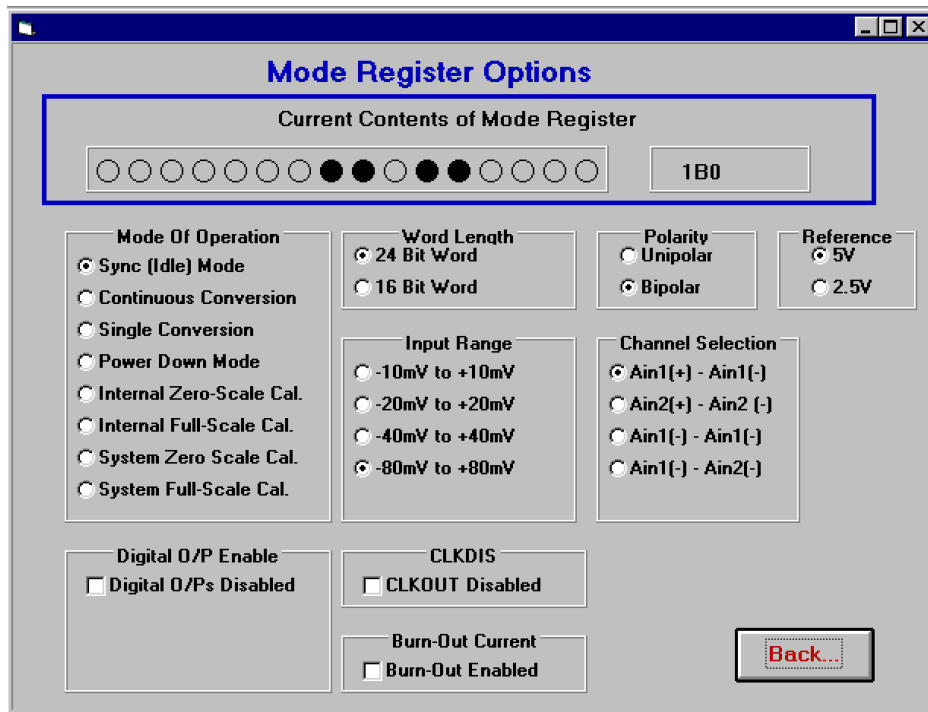 Mode Register Options
Current Contents of Mode Register
1B0
Mode Of Operation
Sync (Idle) Mode
Continuous Conversion
Single Conversion
Power Down Mode
Internal Zero-Scale Cal.
Internal Full-Scale Cal.
System Zero Scale Cal.
System Full-Scale Cal.
Word Length
24 Bit Word
16 Bit Word
Polarity
Unipolar
Bipolar
Reference
5V
2.5V
Input Range
-10mV to +10mV
-20mV to +20mV
-40mV to +40mV
-80mV to +80mV
Channel Selection
Ain1(+) - Ain1(-)
Ain2(+) - Ain2 (-)
Ain1(-) - Ain1(-)
Ain1(-) - Ain2(-)
Digital O/P Enable
Digital O/Ps Disabled
CLKDIS
CLKOUT Disabled
Burn-Out Current
Burn-Out Enabled
Back...